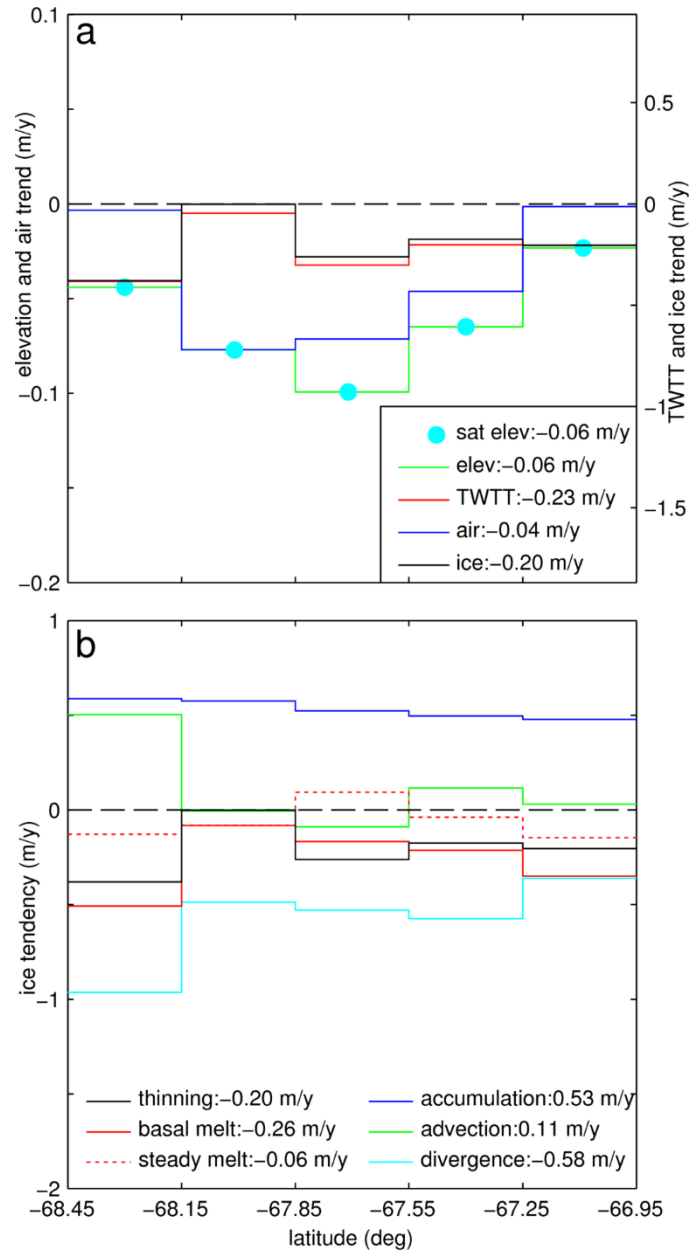 a
0.1
0.5
0
0
−0.1
−1
−0.2
−1.5
elevation and air trend (m/y)
TWTT and ice trend (m/y)
sat elev:−0.06 m/y
elev:−0.06 m/y
TWTT:−0.23 m/y
air:−0.04 m/y
ice:−0.20 m/y
b
1
0
−1
−2
ice tendency (m/y)
thinning:−0.20 m/y
basal melt:−0.26 m/y
steady melt:−0.06 m/y
accumulation:0.53 m/y
advection:0.11 m/y
divergence:−0.58 m/y
−68.45 −68.15 −67.85 −67.55 −67.25 −66.95
latitude (deg)